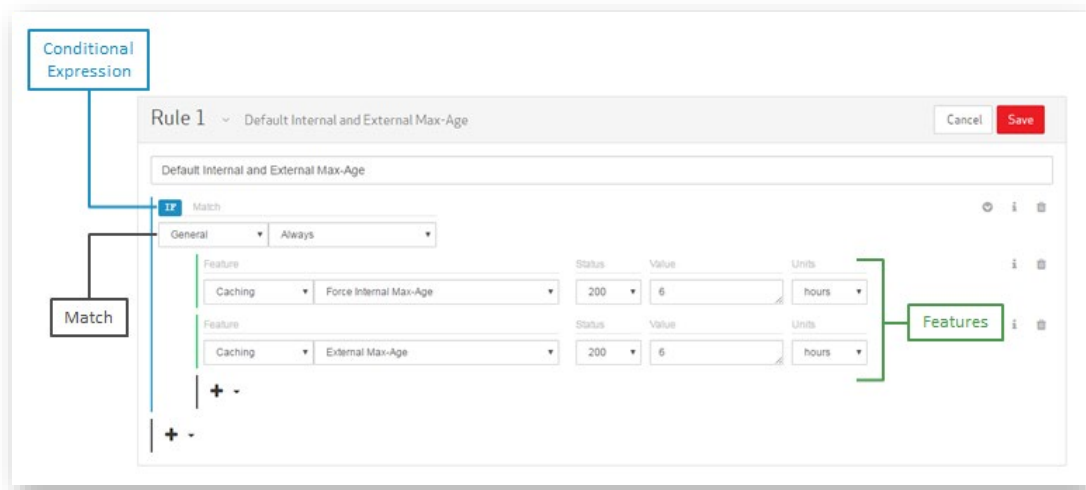 Conditional
Expression
Rule 1 Default Internal and External Max-Age Cancel Save
Default Internal and External Max-Age
IF Match
General Always
Feature Status Value Units
Caching Force Internal Max-Age 200 6 hours
Match
Features
Feature Status Value Units
Caching External Max-Age 200 6 hours